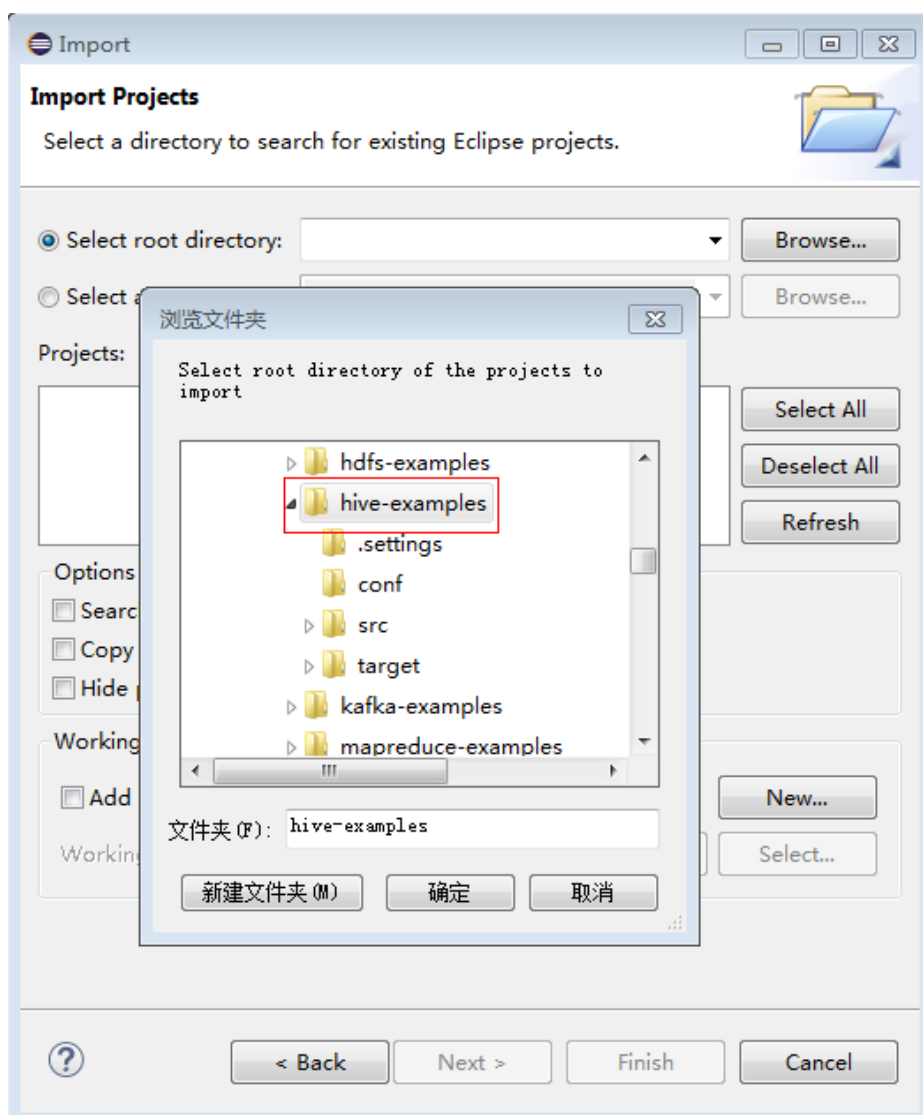 Import
Import Projects
Select a directory to search for existing Eclipse projects.
Select root directory:
Browse...
Select
Browse...
浏览文件夹
Projects:
Select root directory of the projects to
import
Select All
Deselect All
Refresh
hdfs-examples
hive-examples
.settings
conf
src
target
kafka-examples
mapreduce-examples
Options
Searc
Copy
Hide
Working
Add
New...
文件夹(F):
hive-examples
Workin
Select...
新建文件夹(M)
确定
取消
?
< Back
Next >
Finish
Cancel